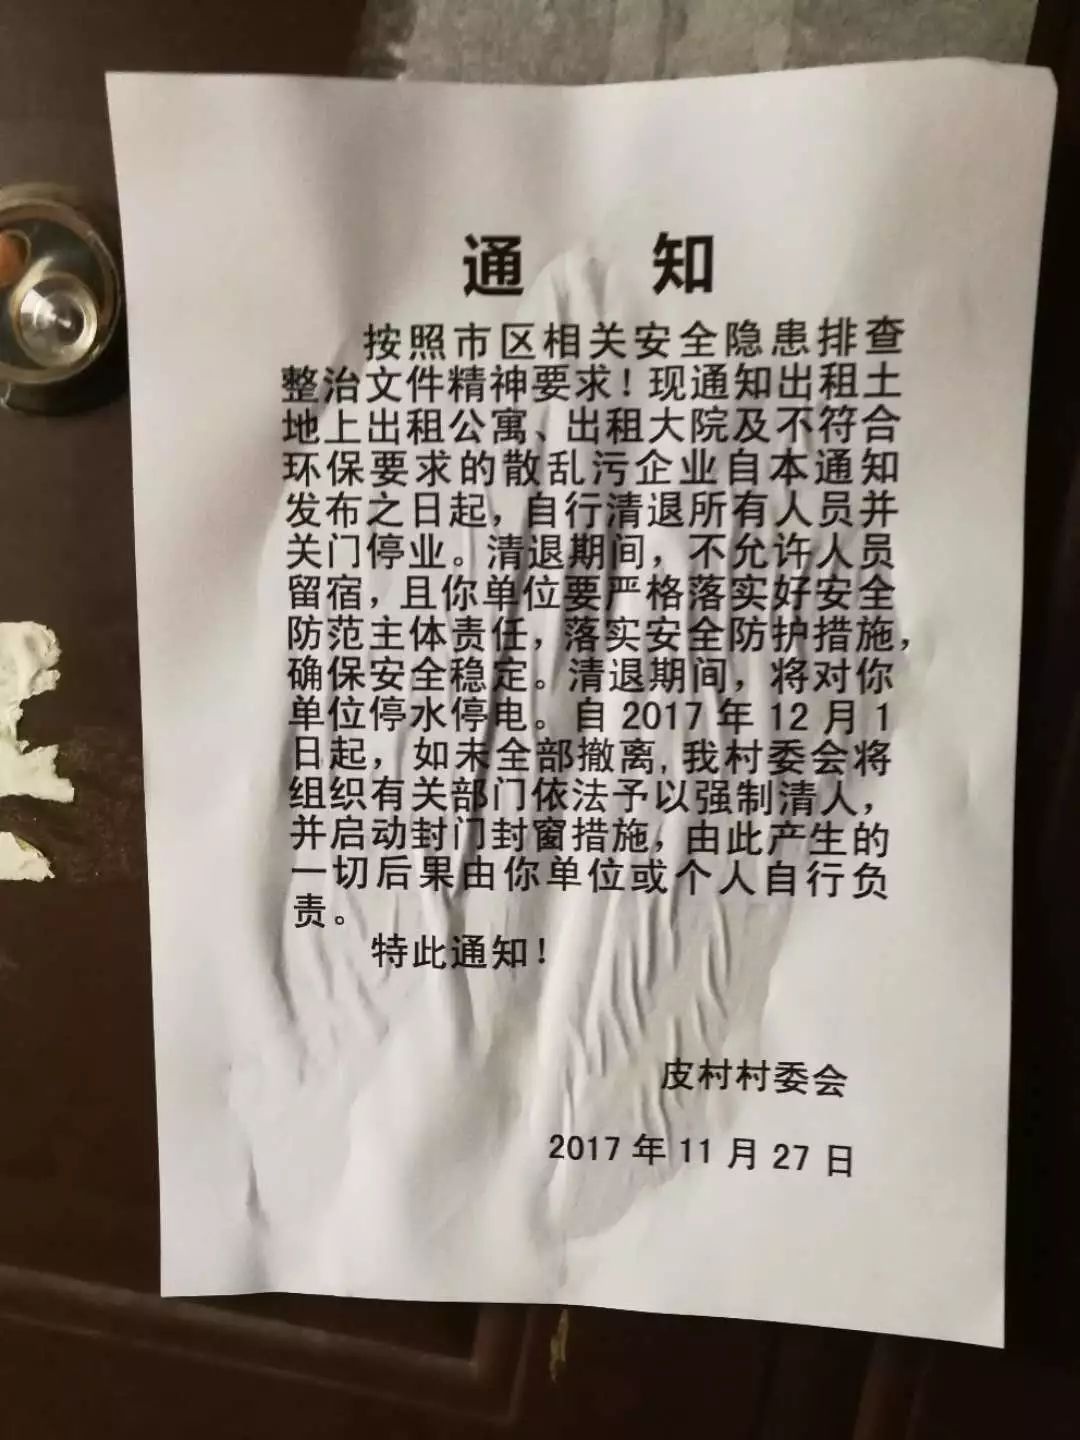 通 知
按照市区相关安全隐患排查
整治文件精神要求！现通知出租土
地上出租公寓、出租大院及不符合
环保要求的散乱污企业自本通知
发布之日起，自行清退所有人员并
关门停业。清退期间，不允许人员
留宿，且你单位要严格落实好安全
防范主体责任，落实安全防护措施，
确保安全稳定。清退期间，将对你
单位停水停电。自 2017 年 12 月 1
日起，如未全部撤离，我村委会将
组织有关部门依法予以强制清人，
并启动封门封窗措施，由此产生的
一切后果由你单位或个人自行负
责。
特此通知！
皮村村委会
2017 年 11 月 27 日